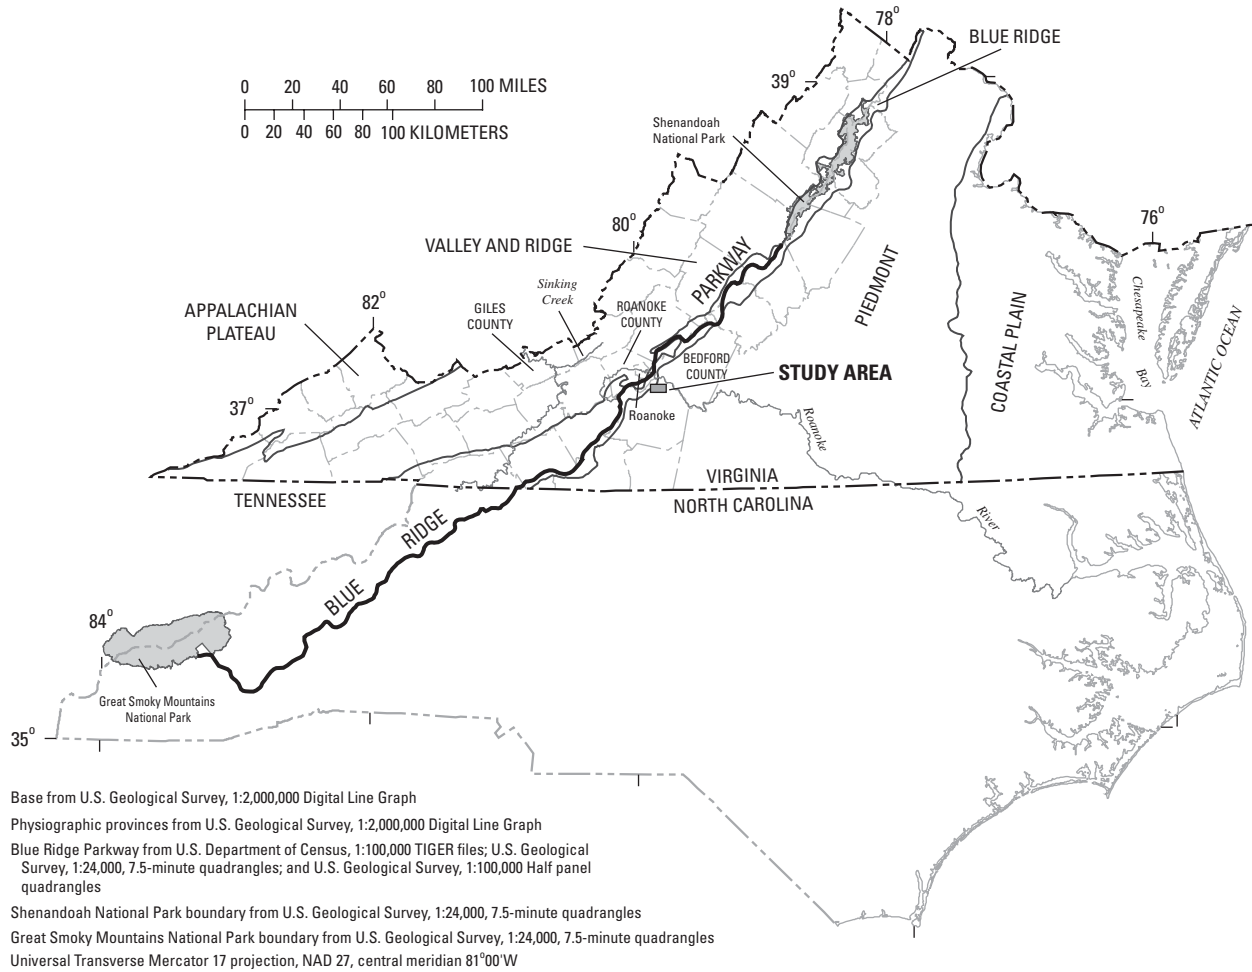 78°
BLUE RIDGE
39°
0 20 40 60 80 100 MILES
0 20 40 60 80 100 KILOMETERS
Shenandoah
National Park
80°
76°
VALLEY AND RIDGE
PARKWAY
PIEDMONT
Sinking
Creek
Chesapeake
Bay
ATLANTIC OCEAN
82°
APPALACHIAN
PLATEAU
GILES
COUNTY
ROANOKE
COUNTY
COASTAL PLAIN
BEDFORD
COUNTY
STUDY AREA
37°
Roanoke
Roanoke
VIRGINIA
TENNESSEE
NORTH CAROLINA
River
RIDGE
BLUE
84°
Great Smoky Mountains
National Park
35°
Base from U.S. Geological Survey, 1:2,000,000 Digital Line Graph
Physiographic provinces from U.S. Geological Survey, 1:2,000,000 Digital Line Graph
Blue Ridge Parkway from U.S. Department of Census, 1:100,000 TIGER files; U.S. Geological
Survey, 1:24,000, 7.5-minute quadrangles; and U.S. Geological Survey, 1:100,000 Half panel
quadrangles
Shenandoah National Park boundary from U.S. Geological Survey, 1:24,000, 7.5-minute quadrangles
Great Smoky Mountains National Park boundary from U.S. Geological Survey, 1:24,000, 7.5-minute quadrangles
Universal Transverse Mercator 17 projection, NAD 27, central meridian 81°00'W